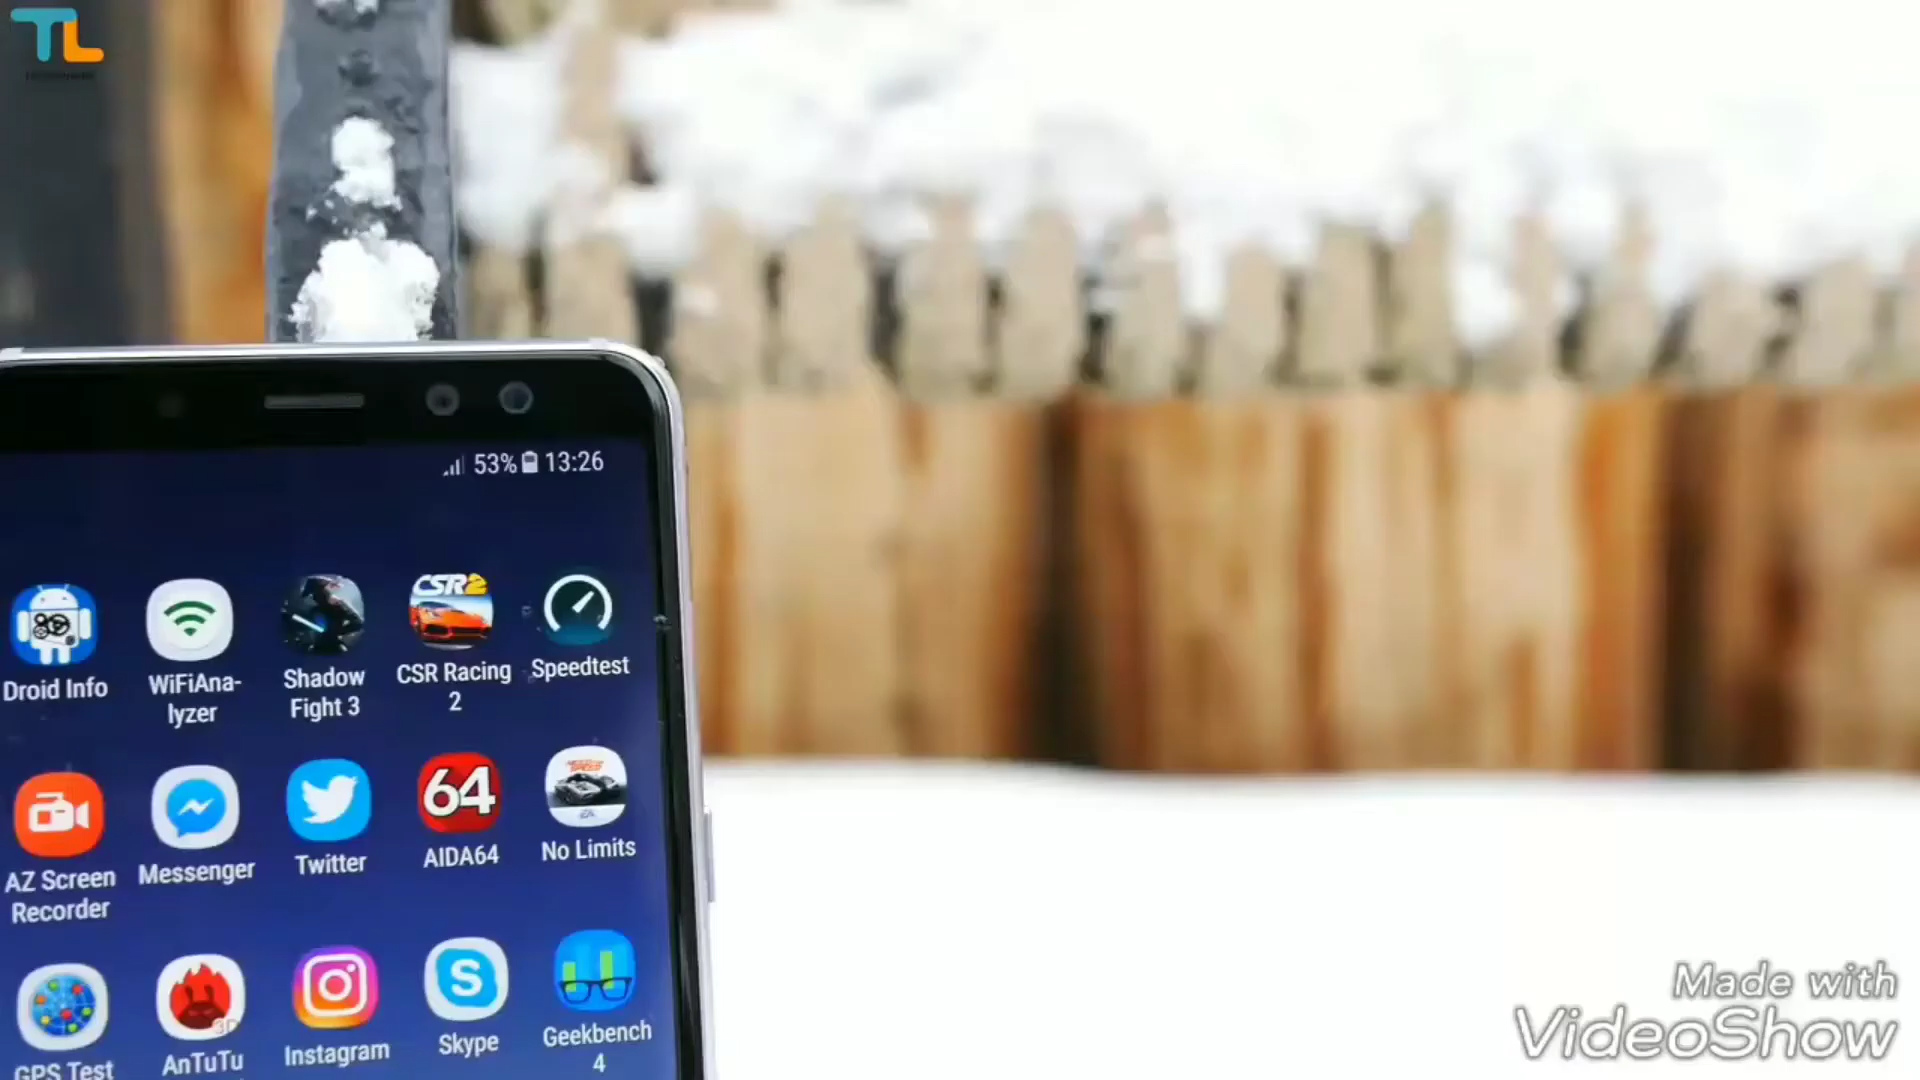 TL
53% 13:26
Droid Info
WiFiAna-
lyzer
Shadow
Fight 3
CSR2
CSR Racing
2
Speedtest
AZ Screen
Recorder
Messenger
Twitter
64
AIDA64
No Limits
GPS Test
AnTuTu
Instagram
S
Skype
Geekbench
4
Made with
VideoShow